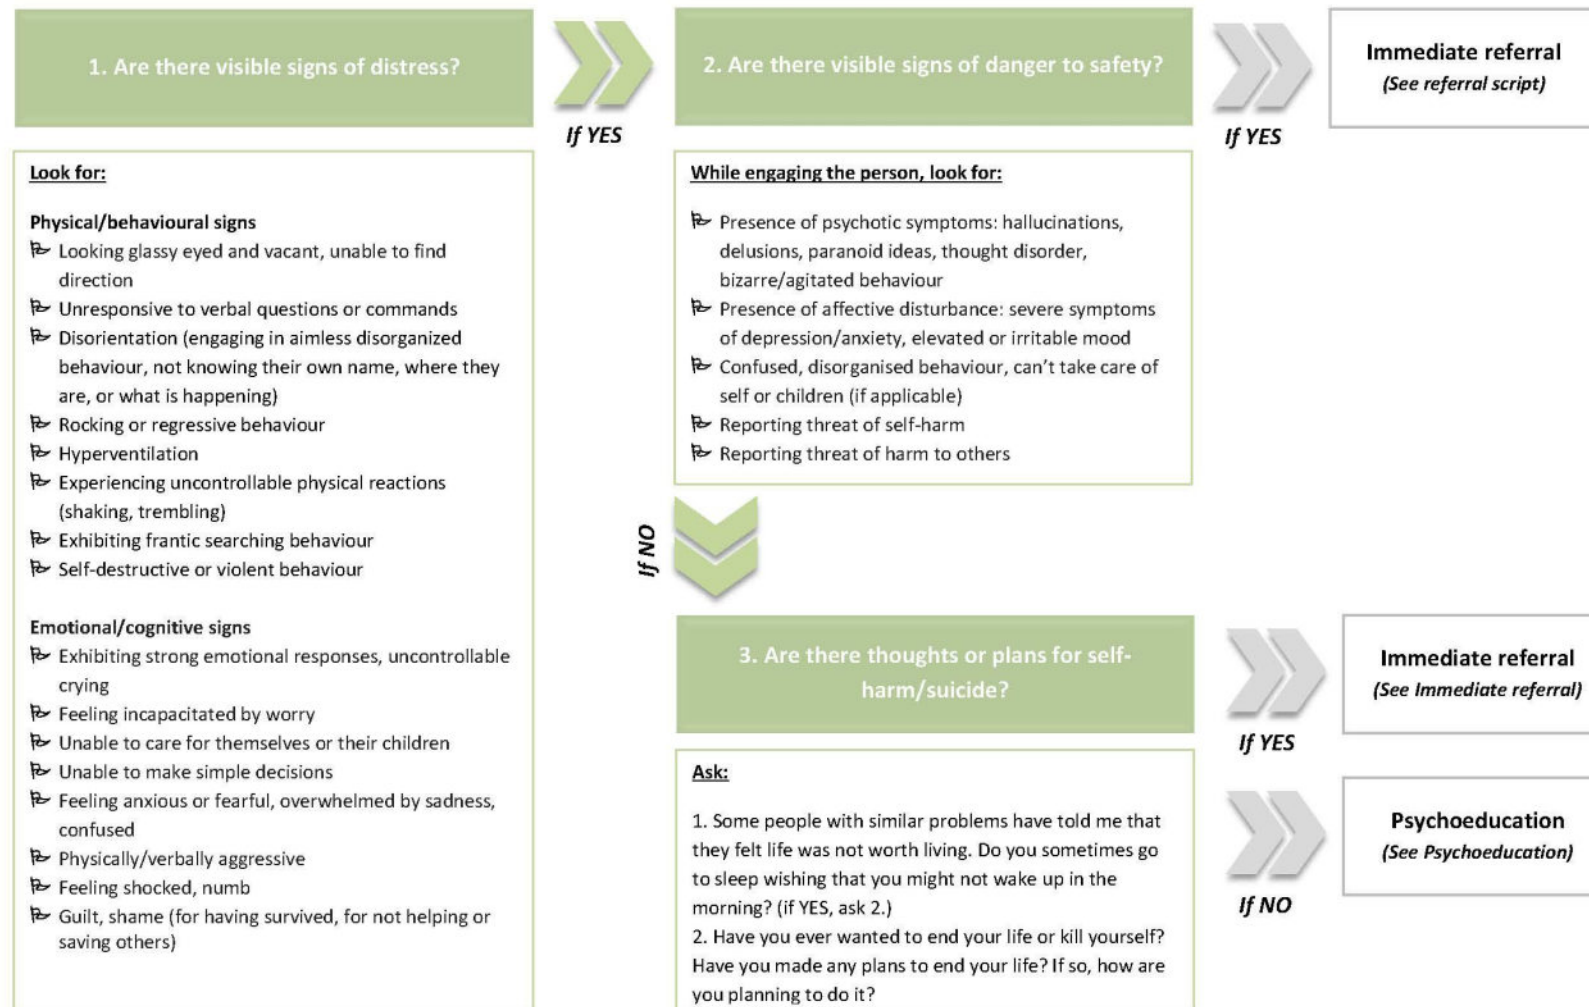 1. Are there visible signs of distress?
If YES
2. Are there visible signs of danger to safety?
If YES
Immediate referral
(See referral script)
Look for:
Physical/behavioural signs
Looking glassy eyed and vacant, unable to find
direction
Unresponsive to verbal questions or commands
Disorientation (engaging in aimless disorganized
behaviour, not knowing their own name, where they
are, or what is happening)
Rocking or regressive behaviour
Hyperventilation
Experiencing uncontrollable physical reactions
(shaking, trembling)
Exhibiting frantic searching behaviour
Self-destructive or violent behaviour
Emotional/cognitive signs
Exhibiting strong emotional responses, uncontrollable
crying
Feeling incapacitated by worry
Unable to care for themselves or their children
Unable to make simple decisions
Feeling anxious or fearful, overwhelmed by sadness,
confused
Physically/verbally aggressive
Feeling shocked, numb
Guilt, shame (for having survived, for not helping or
saving others)
While engaging the person, look for:
Presence of psychotic symptoms: hallucinations,
delusions, paranoid ideas, thought disorder,
bizarre/agitated behaviour
Presence of affective disturbance: severe symptoms
of depression/anxiety, elevated or irritable mood
Confused, disorganised behaviour, can't take care of
self or children (if applicable)
Reporting threat of self-harm
Reporting threat of harm to others
If NO
3. Are there thoughts or plans for self-
harm/suicide?
If YES
Immediate referral
(See Immediate referral)
Ask:
1. Some people with similar problems have told me that
they felt life was not worth living. Do you sometimes go
to sleep wishing that you might not wake up in the
morning? (if YES, ask 2.)
2. Have you ever wanted to end your life or kill yourself?
Have you made any plans to end your life? If so, how are
you planning to do it?
If NO
Psychoeducation
(See Psychoeducation)